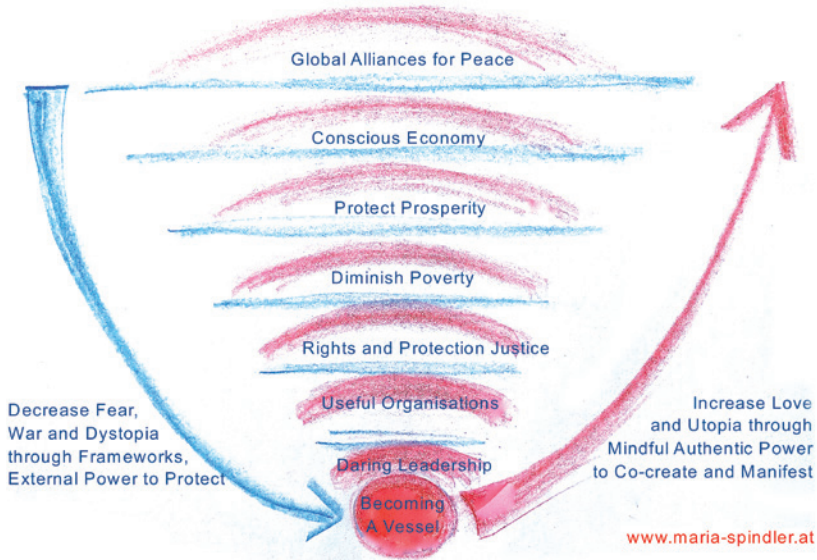 Global Alliances for Peace
Conscious Economy
Protect Prosperity
Diminish Poverty
Rights and Protection Justice
Useful Organisations
Daring Leadership
Becoming
A Vessel
Decrease Fear,
War and Dystopia
through Frameworks,
External Power to Protect
Increase Love
and Utopia through
Mindful Authentic Power
to Co-create and Manifest
www.maria-spindler.at